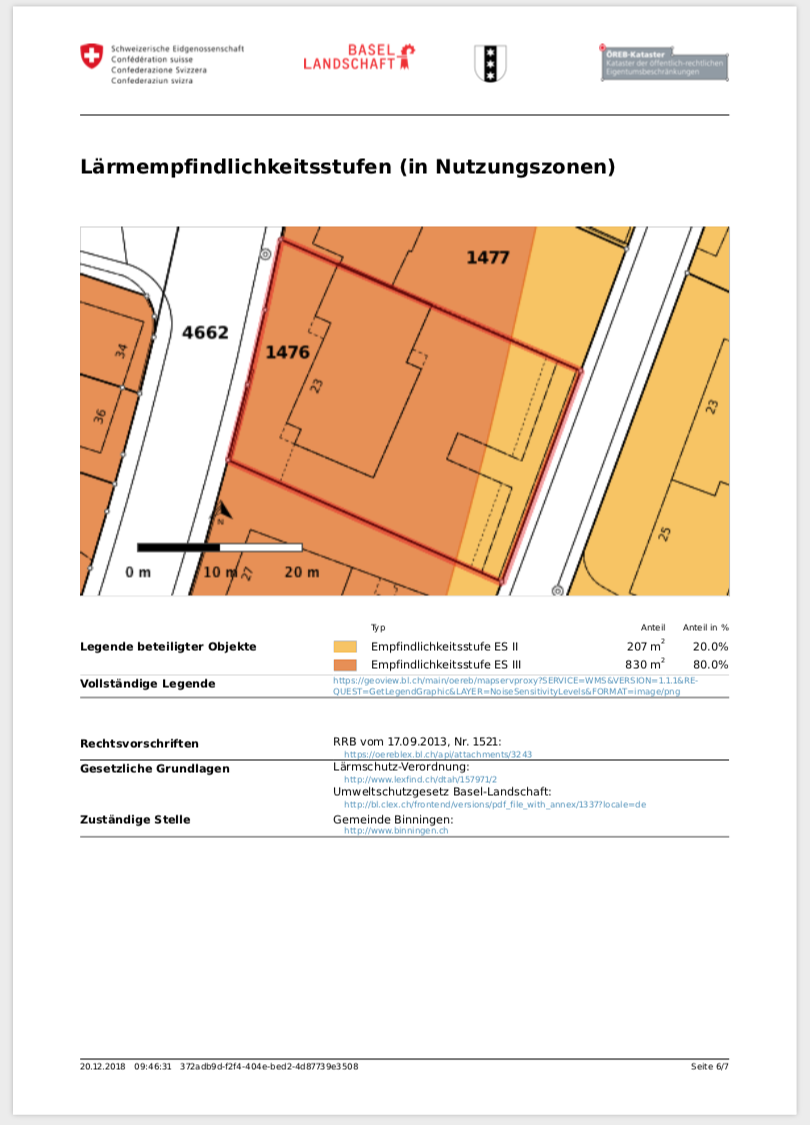 Schweizerische Eidgenossenschaft
Confédération suisse
Confederazione Svizzera
Confederaziun svizra
BASEL
LANDSCHAFT
ÖREB-Kataster
Kataster der öffentlich-rechtlichen
Eigentumsbeschränkungen
Lärmempfindlichkeitsstufen (in Nutzungszonen)
1477
4662
1476
34
23
36
23
25
27
N
0 m 10 m 20 m
Typ Anteil Anteil in %
Legende beteiligter Objekte Empfindlichkeitsstufe ES II 207 m² 20.0%
Empfindlichkeitsstufe ES III 830 m² 80.0%
Vollständige Legende https://geoview.bl.ch/main/oereb/mapservproxy?SERVICE=WMS&VERSION=1.1.1&RE-
QUEST=GetLegendGraphic&LAYER=NoiseSensitivityLevels&FORMAT=image/png
Rechtsvorschriften RRB vom 17.09.2013, Nr. 1521:
https://oereblex.bl.ch/api/attachments/3243
Gesetzliche Grundlagen Lärmschutz-Verordnung:
http://www.lexfind.ch/dtah/157971/2
Umweltschutzgesetz Basel-Landschaft:
http://bl.clex.ch/frontend/versions/pdf_file_with_annex/1337?locale=de
Zuständige Stelle Gemeinde Binningen:
http://www.binningen.ch
20.12.2018 09:46:31 372adb9d-f2f4-404e-bed2-4d87739e3508 Seite 6/7